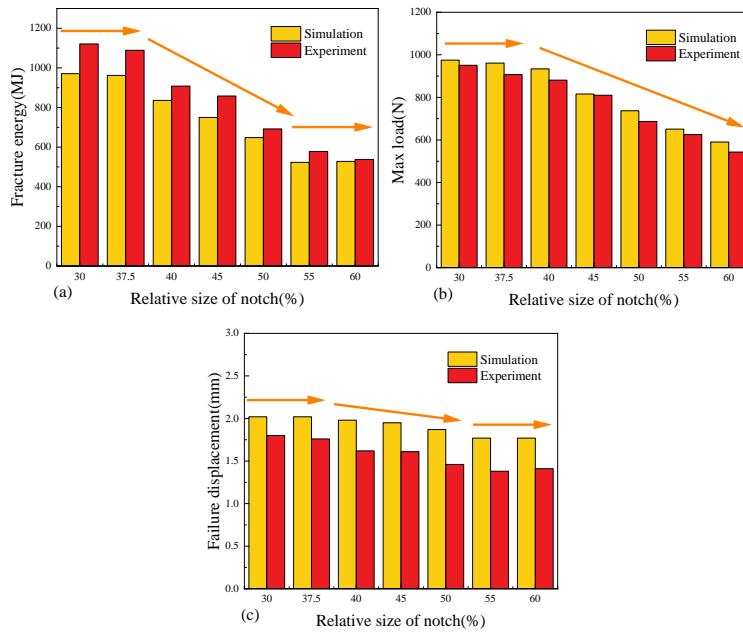 1200
1000
800
600
400
200
0
Fracture energy(MJ)
Simulation
Experiment
30 37.5 40 45 50 55 60
(a)
Relative size of notch(%)
1200
1000
800
600
400
200
0
Max load(N)
Simulation
Experiment
30 37.5 40 45 50 55 60
(b)
Relative size of notch(%)
3.0
2.5
2.0
1.5
1.0
0.5
0.0
Failure displacement(mm)
Simulation
Experiment
30 37.5 40 45 50 55 60
(c)
Relative size of notch(%)